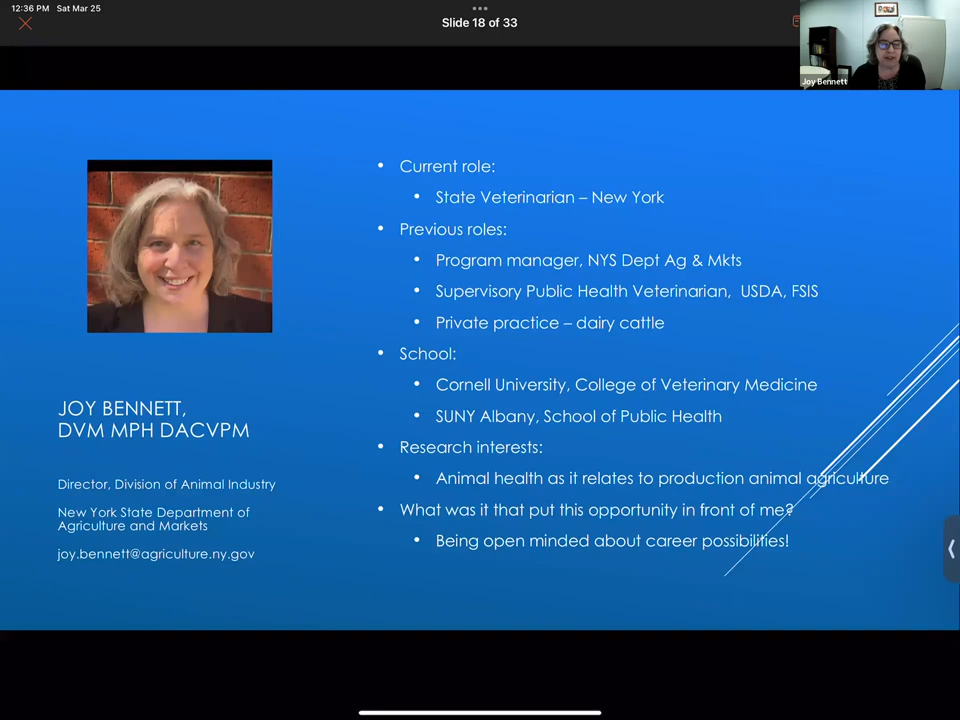 12:36 PM Sat Mar 25
Slide 18 of 33
Joy Bennett
• Current role:
• State Veterinarian – New York
• Previous roles:
• Program manager, NYS Dept Ag & Mkts
• Supervisory Public Health Veterinarian, USDA, FSIS
• Private practice – dairy cattle
• School:
• Cornell University, College of Veterinary Medicine
• SUNY Albany, School of Public Health
• Research interests:
• Animal health as it relates to production animal agriculture
• What was it that put this opportunity in front of me?
• Being open minded about career possibilities!
JOY BENNETT,
DVM MPH DACVPM
Director, Division of Animal Industry
New York State Department of
Agriculture and Markets
joy.bennett@agriculture.ny.gov